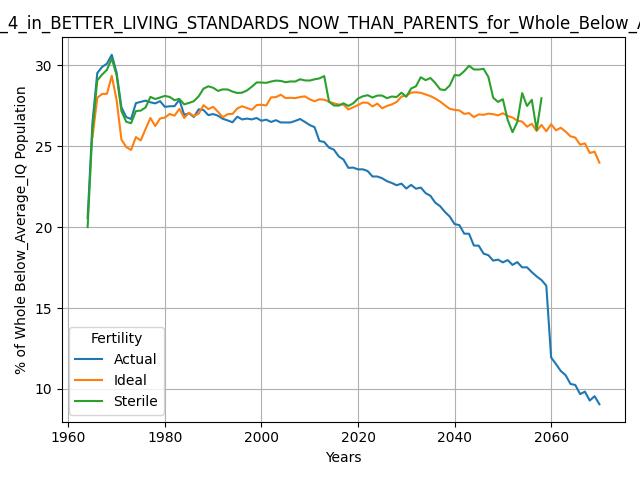 _4_in_BETTER_LIVING_STANDARDS_NOW_THAN_PARENTS_for_Whole_Below_A
% of Whole Below_Average_IQ Population
30
25
20
15
10
Fertility
Actual
Ideal
Sterile
1960 1980 2000 2020 2040 2060
Years